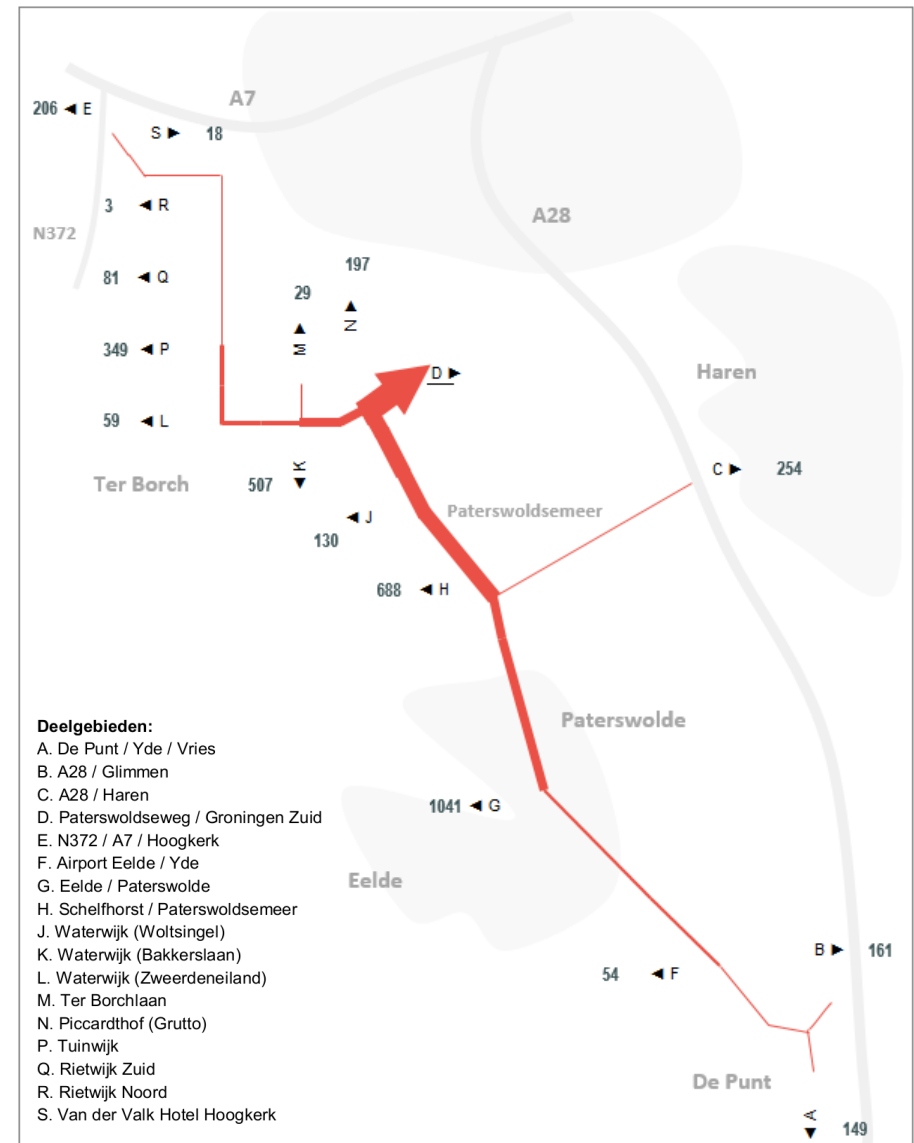 A7
206 ◄ E
S ► 18
3 ◄ R
A28
N372
197
81 ◄ Q
29
N ►
M ►
349 ◄ P
D ►
Haren
59 ◄ L
C ► 254
Ter Borch
507
◄ K
Paterswoldsemeer
◄ J
130
688 ◄ H
Paterswolde
Deelgebieden:
A. De Punt / Yde / Vries
B. A28 / Glimmen
C. A28 / Haren
D. Paterswoldseweg / Groningen Zuid
E. N372 / A7 / Hoogkerk
F. Airport Eelde / Yde
G. Eelde / Paterswolde
H. Schelfhorst / Paterswoldsemeer
J. Waterwijk (Woltsingel)
K. Waterwijk (Bakkerslaan)
L. Waterwijk (Zweerdeneiland)
M. Ter Borchlaan
N. Piccardthof (Grutto)
P. Tuinwijk
Q. Rietwijk Zuid
R. Rietwijk Noord
S. Van der Valk Hotel Hoogkerk
1041 ◄ G
Eelde
B ► 161
54 ◄ F
De Punt
◄ A
149